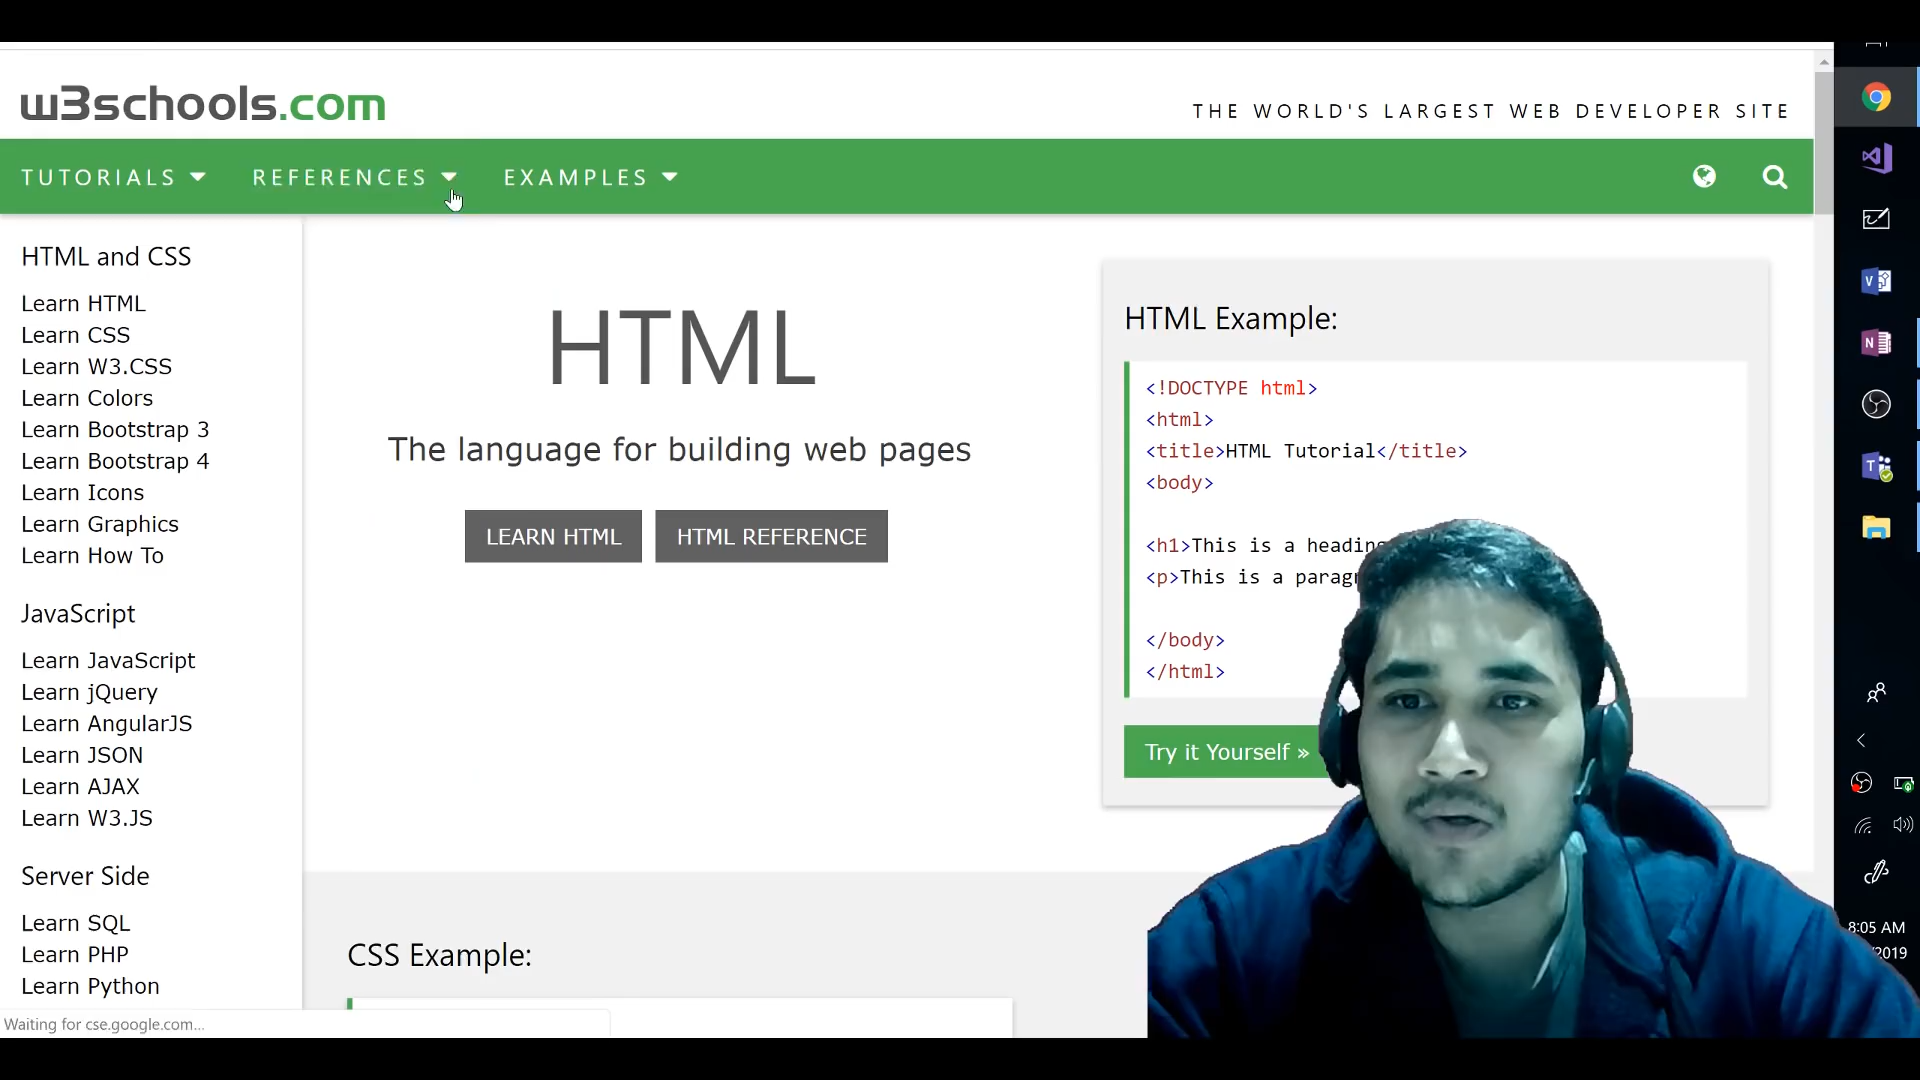 w3schools.com
THE WORLD'S LARGEST WEB DEVELOPER SITE
TUTORIALS REFERENCES EXAMPLES
HTML and CSS
Learn HTML
Learn CSS
Learn W3.CSS
Learn Colors
Learn Bootstrap 3
Learn Bootstrap 4
Learn Icons
Learn Graphics
Learn How To
JavaScript
Learn JavaScript
Learn jQuery
Learn AngularJS
Learn JSON
Learn AJAX
Learn W3.JS
Server Side
Learn SQL
Learn PHP
Learn Python
Waiting for cse.google.com...
HTML
The language for building web pages
LEARN HTML HTML REFERENCE
HTML Example:
<!DOCTYPE html>
<html>
<title>HTML Tutorial</title>
<body>
<h1>This is a heading
<p>This is a
</body>
</html>
Try it Yourself »
CSS Example:
8:05 AM
2019